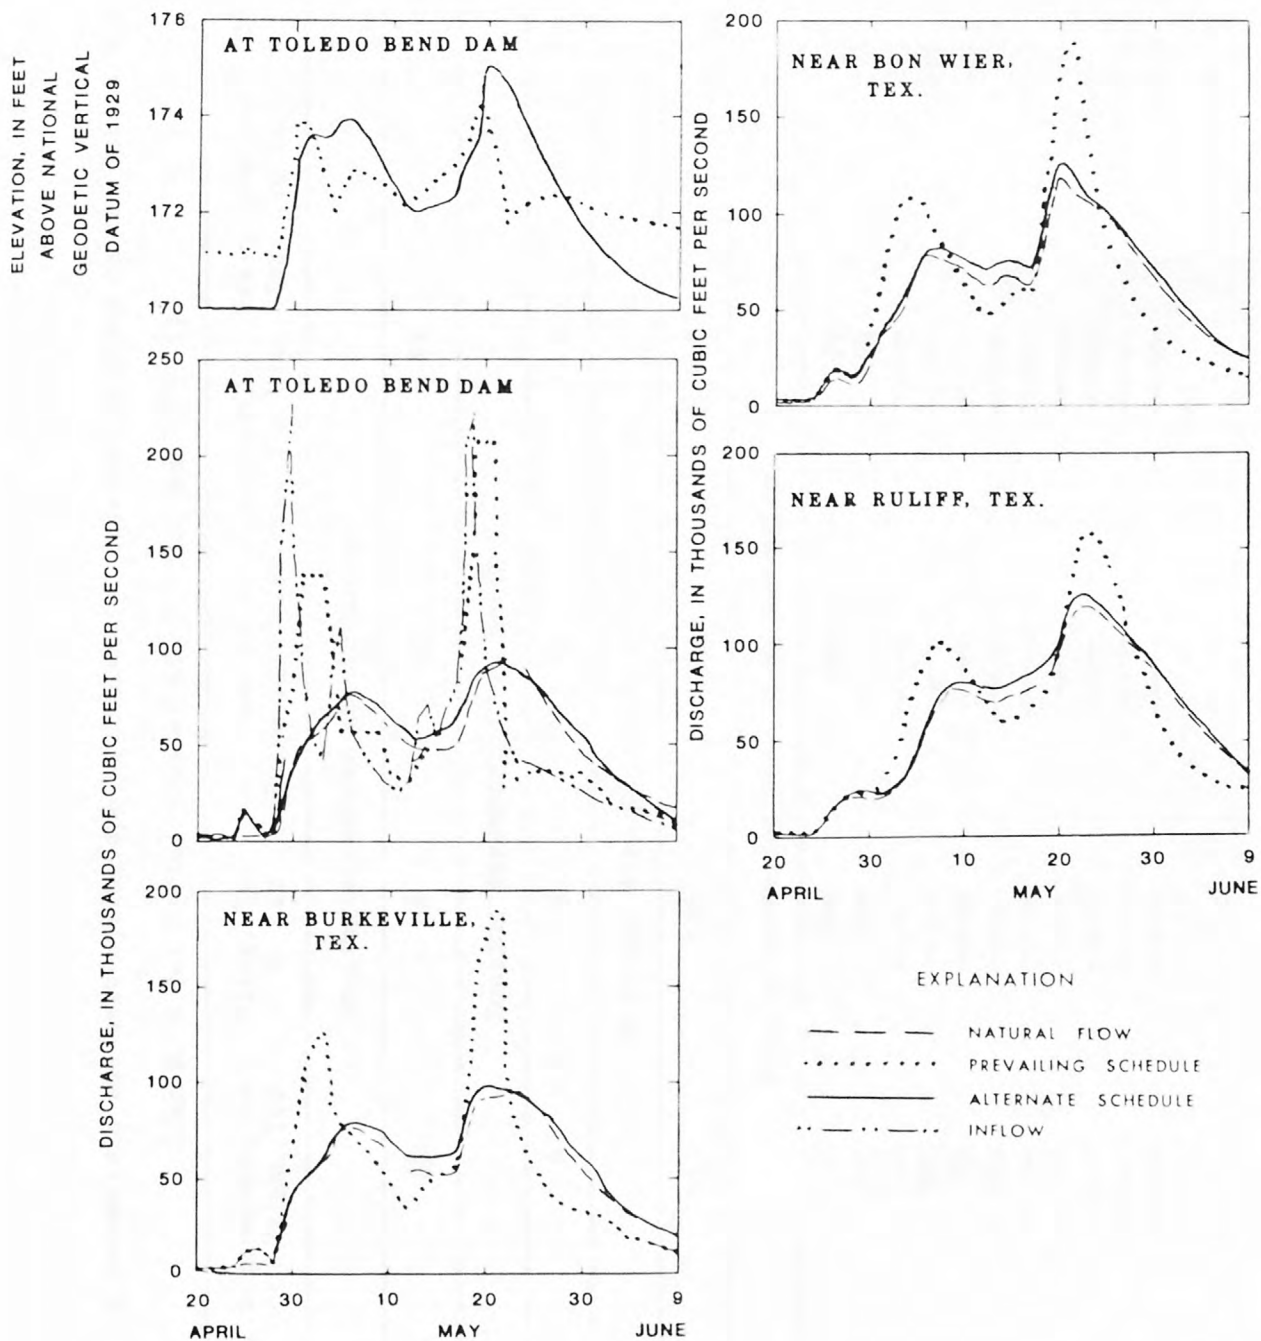 ELEVATION, IN FEET
ABOVE NATIONAL
GEODETIC VERTICAL
DATUM OF 1929
176
174
172
170
AT TOLEDO BEND DAM
DISCHARGE, IN THOUSANDS OF CUBIC FEET PER SECOND
250
200
150
100
50
0
AT TOLEDO BEND DAM
200
150
100
50
0
NEAR BURKEVILLE,
TEX.
20 30 10 20 30 9
APRIL MAY JUNE
DISCHARGE, IN THOUSANDS OF CUBIC FEET PER SECOND
200
150
100
50
0
NEAR BON WIER,
TEX.
200
150
100
50
0
NEAR RULIFF, TEX.
20 30 10 20 30 9
APRIL MAY JUNE
EXPLANATION
NATURAL FLOW
PREVAILING SCHEDULE
ALTERNATE SCHEDULE
INFLOW